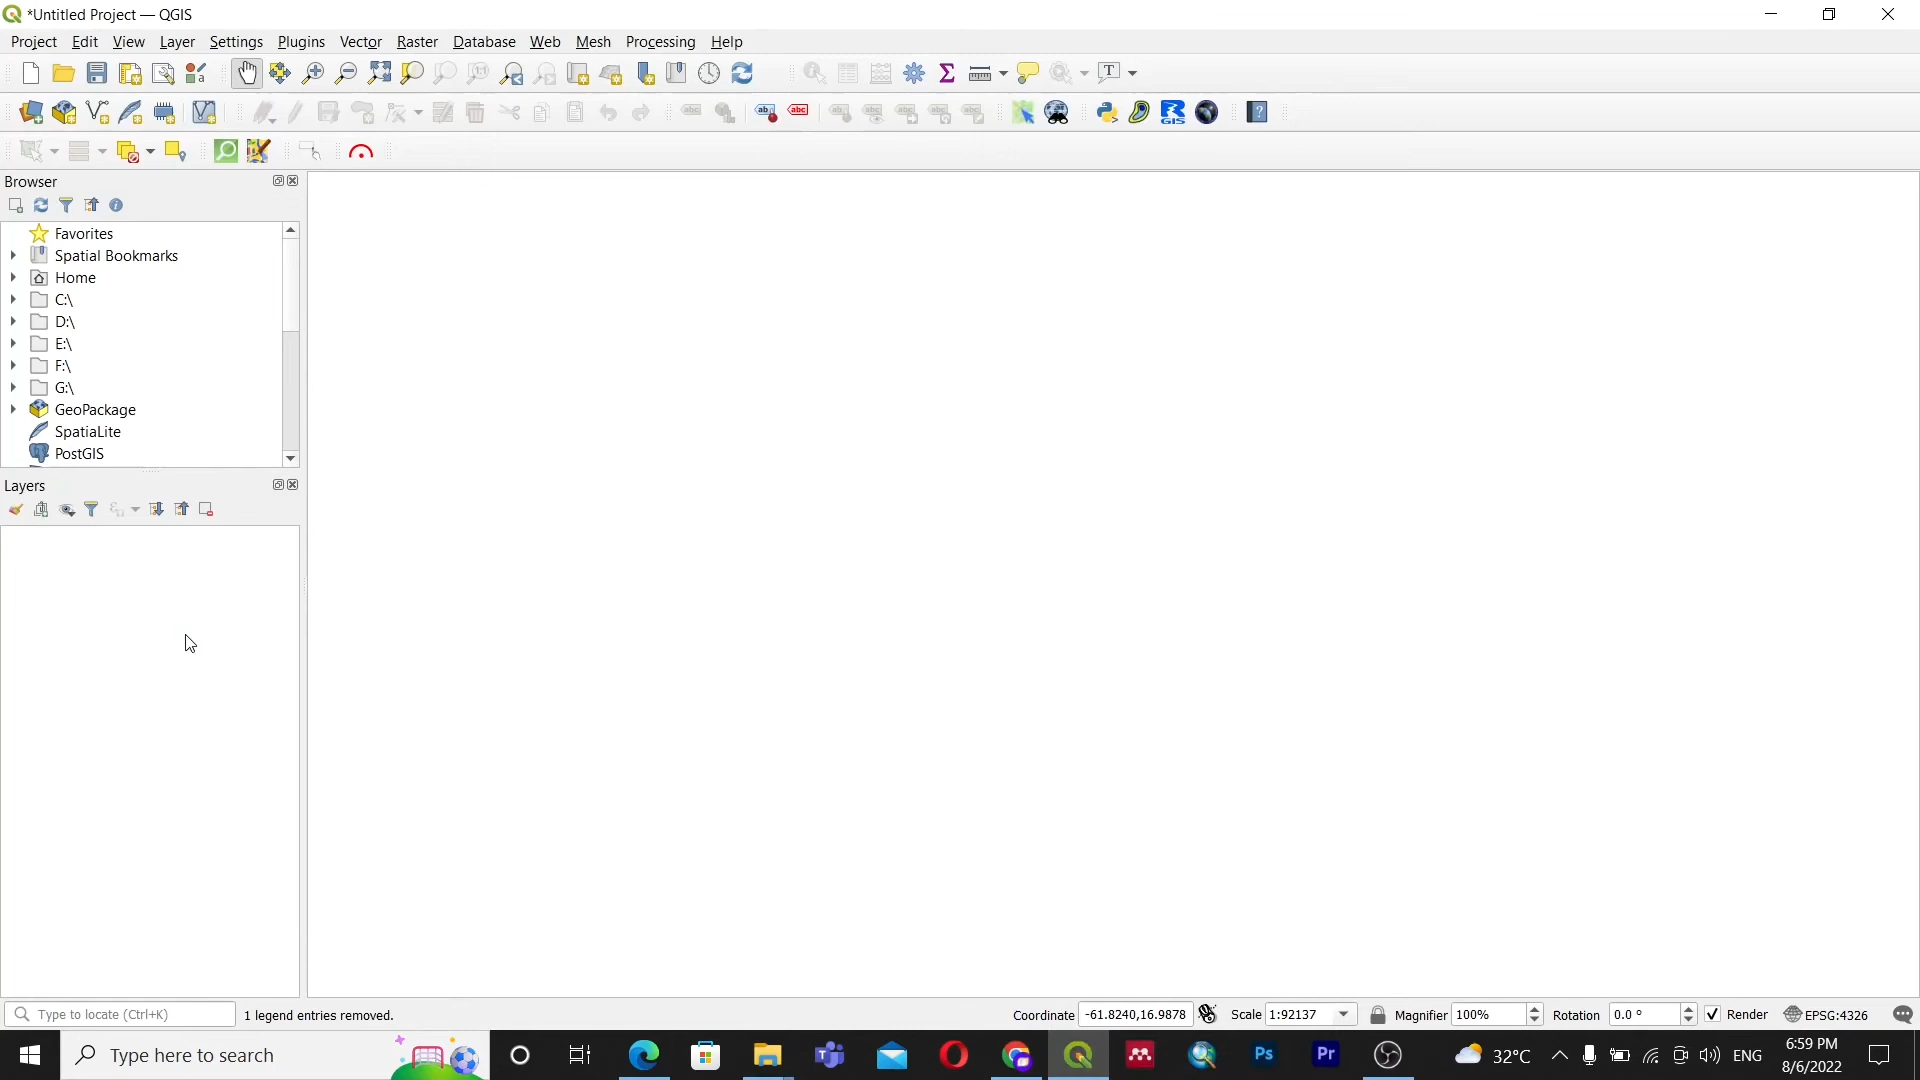 *Untitled Project — QGIS
Project Edit View Layer Settings Plugins Vector Raster Database Web Mesh Processing Help
Browser
Favorites
Spatial Bookmarks
Home
C:\
D:\
E:\
F:\
G:\
GeoPackage
SpatiaLite
PostGIS
Layers
Type to locate (Ctrl+K) 1 legend entries removed. Coordinate -61.8240,16.9878 Scale 1:92137 Magnifier 100% Rotation 0.0 ° Render EPSG:4326
Type here to search Ps Pr 32°C ENG 6:59 PM
8/6/2022